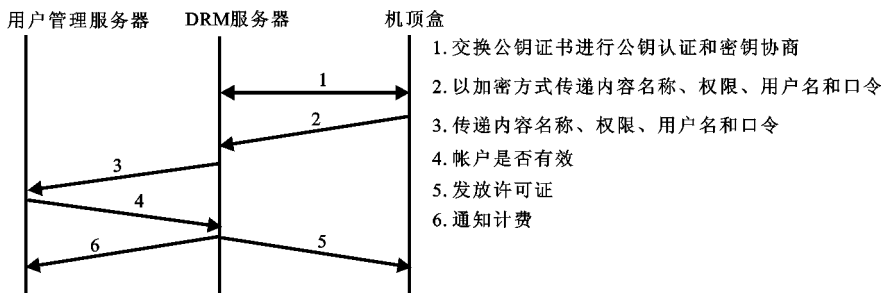 用户管理服务器 DRM服务器 机顶盒
1.交换公钥证书进行公钥认证和密钥协商
1
2.以加密方式传递内容名称、权限、用户名和口令
2
3.传递内容名称、权限、用户名和口令
3
4.帐户是否有效
4
5.发放许可证
6.通知计费
6
5